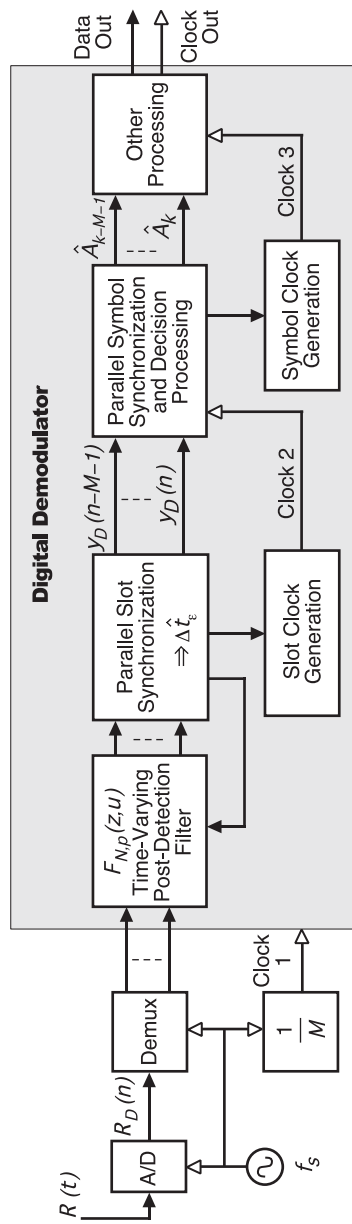 Digital Demodulator
R(t)
A/D
R_D(n)
Demux
f_s
1
M
Clock
1
F_{N,p}(z,u)
Time-Varying
Post-Detection
Filter
Parallel Slot
Synchronization
⇒ Δt̂_ε
y_D(n–M–1)
y_D(n)
Slot Clock
Generation
Clock 2
Parallel Symbol
Synchronization
and Decision
Processing
Â_{k–M–1}
Â_k
Symbol Clock
Generation
Clock 3
Other
Processing
Data
Out
Clock
Out